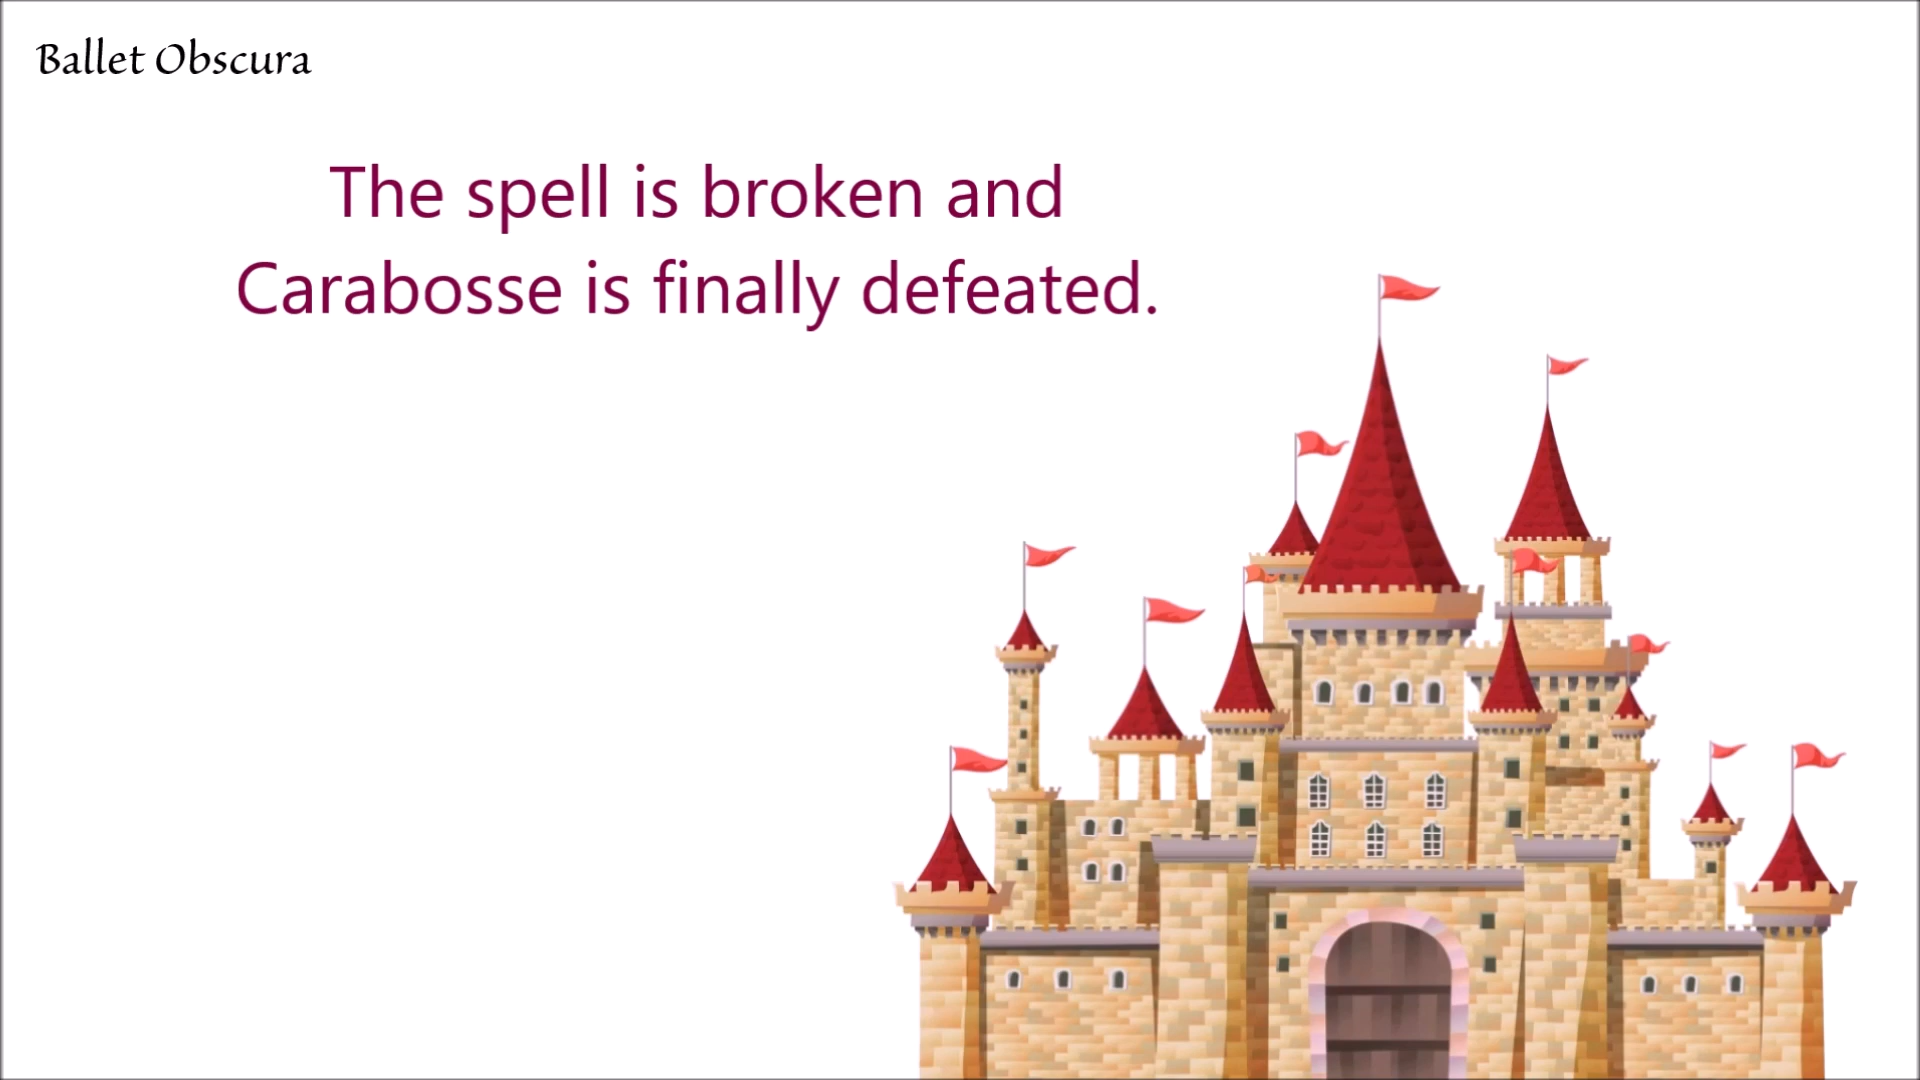 Ballet Obscura
The spell is broken and
Carabosse is finally defeated.